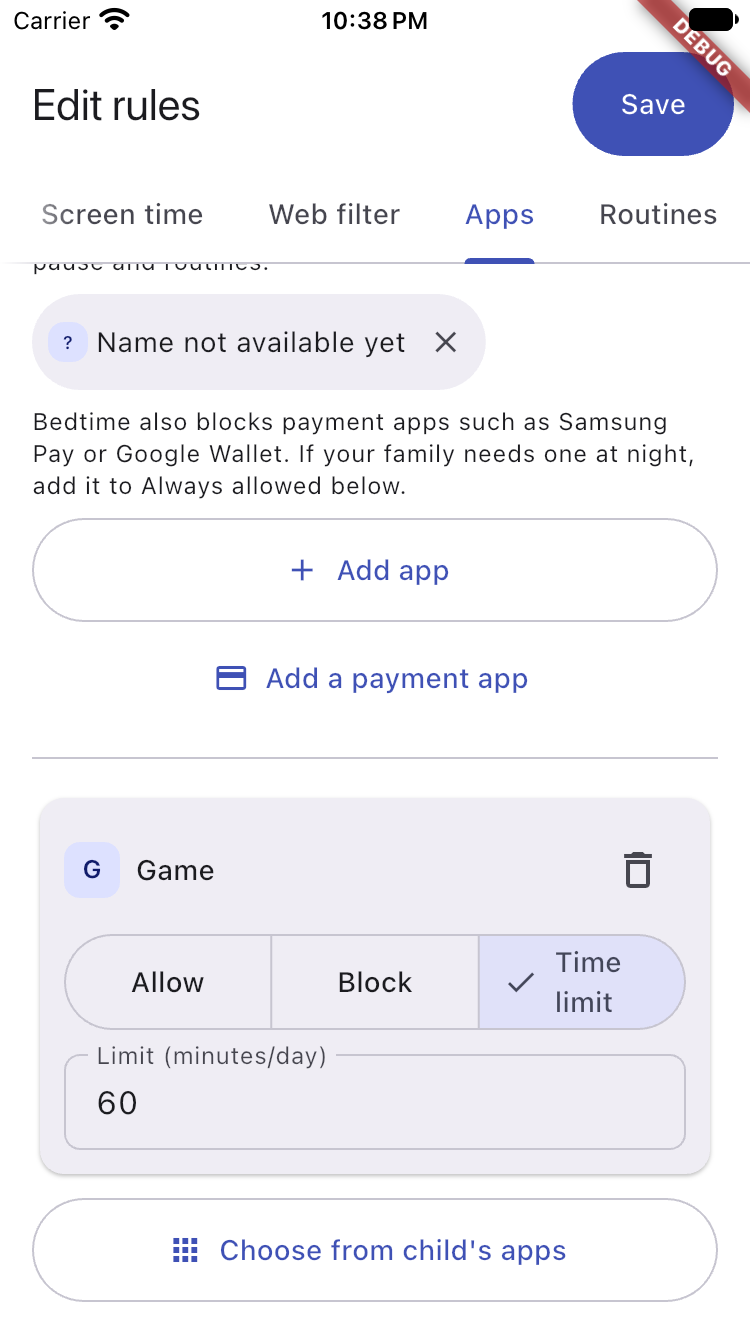 Carrier
10:38 PM
DEBUG
Edit rules
Save
Screen time
Web filter
Apps
Routines
pause and routines.
?
Name not available yet
Bedtime also blocks payment apps such as Samsung
Pay or Google Wallet. If your family needs one at night,
add it to Always allowed below.
Add app
Add a payment app
G
Game
Allow
Block
Time
limit
Limit (minutes/day)
60
Choose from child's apps